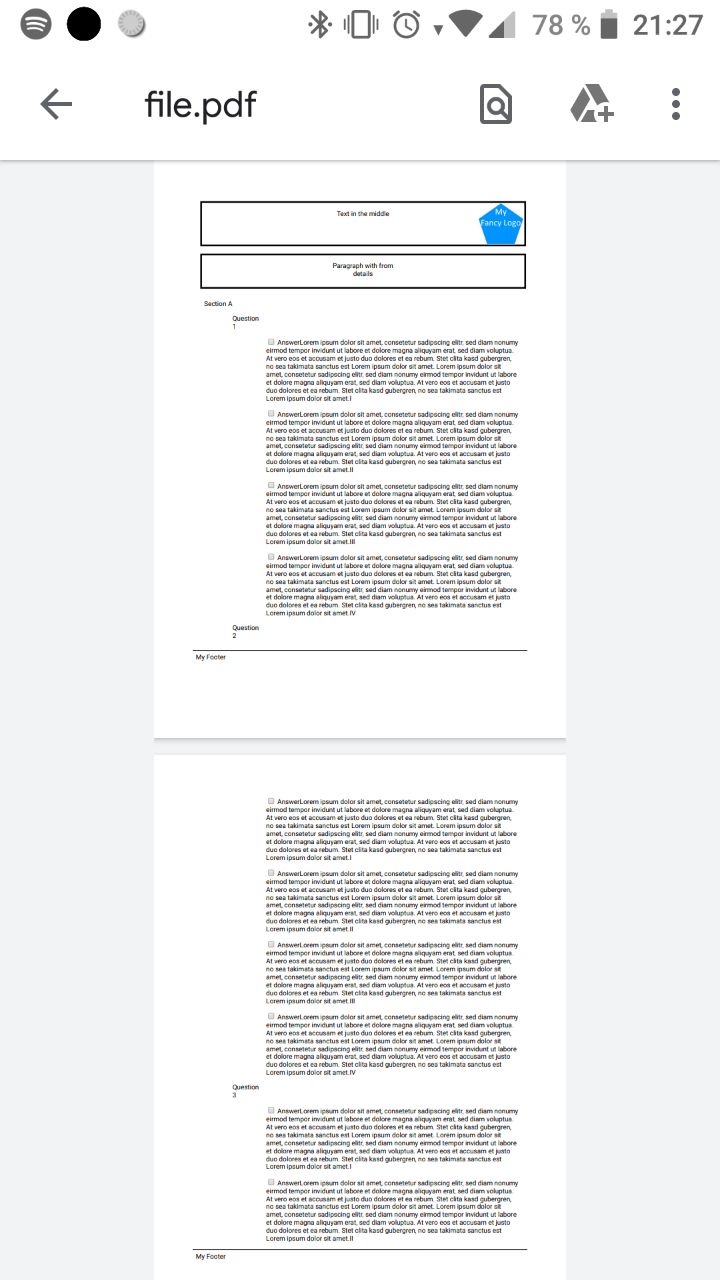 78 % 21:27
file.pdf
Text in the middle
My
Fancy Logo
Paragraph with from
details
Section A
Question
1
AnswerLorem ipsum dolor sit amet, consetetur sadipscing elitr, sed diam nonumy
eirmod tempor invidunt ut labore et dolore magna aliquyam erat, sed diam voluptua.
At vero eos et accusam et justo duo dolores et ea rebum. Stet clita kasd gubergren,
no sea takimata sanctus est Lorem ipsum dolor sit amet. Lorem ipsum dolor sit
amet, consetetur sadipscing elitr, sed diam nonumy eirmod tempor invidunt ut labore
et dolore magna aliquyam erat, sed diam voluptua. At vero eos et accusam et justo
duo dolores et ea rebum. Stet clita kasd gubergren, no sea takimata sanctus est
Lorem ipsum dolor sit amet.I
AnswerLorem ipsum dolor sit amet, consetetur sadipscing elitr, sed diam nonumy
eirmod tempor invidunt ut labore et dolore magna aliquyam erat, sed diam voluptua.
At vero eos et accusam et justo duo dolores et ea rebum. Stet clita kasd gubergren,
no sea takimata sanctus est Lorem ipsum dolor sit amet. Lorem ipsum dolor sit
amet, consetetur sadipscing elitr, sed diam nonumy eirmod tempor invidunt ut labore
et dolore magna aliquyam erat, sed diam voluptua. At vero eos et accusam et justo
duo dolores et ea rebum. Stet clita kasd gubergren, no sea takimata sanctus est
Lorem ipsum dolor sit amet.II
AnswerLorem ipsum dolor sit amet, consetetur sadipscing elitr, sed diam nonumy
eirmod tempor invidunt ut labore et dolore magna aliquyam erat, sed diam voluptua.
At vero eos et accusam et justo duo dolores et ea rebum. Stet clita kasd gubergren,
no sea takimata sanctus est Lorem ipsum dolor sit amet. Lorem ipsum dolor sit
amet, consetetur sadipscing elitr, sed diam nonumy eirmod tempor invidunt ut labore
et dolore magna aliquyam erat, sed diam voluptua. At vero eos et accusam et justo
duo dolores et ea rebum. Stet clita kasd gubergren, no sea takimata sanctus est
Lorem ipsum dolor sit amet.III
AnswerLorem ipsum dolor sit amet, consetetur sadipscing elitr, sed diam nonumy
eirmod tempor invidunt ut labore et dolore magna aliquyam erat, sed diam voluptua.
At vero eos et accusam et justo duo dolores et ea rebum. Stet clita kasd gubergren,
no sea takimata sanctus est Lorem ipsum dolor sit amet. Lorem ipsum dolor sit
amet, consetetur sadipscing elitr, sed diam nonumy eirmod tempor invidunt ut labore
et dolore magna aliquyam erat, sed diam voluptua. At vero eos et accusam et justo
duo dolores et ea rebum. Stet clita kasd gubergren, no sea takimata sanctus est
Lorem ipsum dolor sit amet.IV
Question
2
My Footer
AnswerLorem ipsum dolor sit amet, consetetur sadipscing elitr, sed diam nonumy
eirmod tempor invidunt ut labore et dolore magna aliquyam erat, sed diam voluptua.
At vero eos et accusam et justo duo dolores et ea rebum. Stet clita kasd gubergren,
no sea takimata sanctus est Lorem ipsum dolor sit amet. Lorem ipsum dolor sit
amet, consetetur sadipscing elitr, sed diam nonumy eirmod tempor invidunt ut labore
et dolore magna aliquyam erat, sed diam voluptua. At vero eos et accusam et justo
duo dolores et ea rebum. Stet clita kasd gubergren, no sea takimata sanctus est
Lorem ipsum dolor sit amet.I
AnswerLorem ipsum dolor sit amet, consetetur sadipscing elitr, sed diam nonumy
eirmod tempor invidunt ut labore et dolore magna aliquyam erat, sed diam voluptua.
At vero eos et accusam et justo duo dolores et ea rebum. Stet clita kasd gubergren,
no sea takimata sanctus est Lorem ipsum dolor sit amet. Lorem ipsum dolor sit
amet, consetetur sadipscing elitr, sed diam nonumy eirmod tempor invidunt ut labore
et dolore magna aliquyam erat, sed diam voluptua. At vero eos et accusam et justo
duo dolores et ea rebum. Stet clita kasd gubergren, no sea takimata sanctus est
Lorem ipsum dolor sit amet.II
AnswerLorem ipsum dolor sit amet, consetetur sadipscing elitr, sed diam nonumy
eirmod tempor invidunt ut labore et dolore magna aliquyam erat, sed diam voluptua.
At vero eos et accusam et justo duo dolores et ea rebum. Stet clita kasd gubergren,
no sea takimata sanctus est Lorem ipsum dolor sit amet. Lorem ipsum dolor sit
amet, consetetur sadipscing elitr, sed diam nonumy eirmod tempor invidunt ut labore
et dolore magna aliquyam erat, sed diam voluptua. At vero eos et accusam et justo
duo dolores et ea rebum. Stet clita kasd gubergren, no sea takimata sanctus est
Lorem ipsum dolor sit amet.III
AnswerLorem ipsum dolor sit amet, consetetur sadipscing elitr, sed diam nonumy
eirmod tempor invidunt ut labore et dolore magna aliquyam erat, sed diam voluptua.
At vero eos et accusam et justo duo dolores et ea rebum. Stet clita kasd gubergren,
no sea takimata sanctus est Lorem ipsum dolor sit amet. Lorem ipsum dolor sit
amet, consetetur sadipscing elitr, sed diam nonumy eirmod tempor invidunt ut labore
et dolore magna aliquyam erat, sed diam voluptua. At vero eos et accusam et justo
duo dolores et ea rebum. Stet clita kasd gubergren, no sea takimata sanctus est
Lorem ipsum dolor sit amet.IV
Question
3
AnswerLorem ipsum dolor sit amet, consetetur sadipscing elitr, sed diam nonumy
eirmod tempor invidunt ut labore et dolore magna aliquyam erat, sed diam voluptua.
At vero eos et accusam et justo duo dolores et ea rebum. Stet clita kasd gubergren,
no sea takimata sanctus est Lorem ipsum dolor sit amet. Lorem ipsum dolor sit
amet, consetetur sadipscing elitr, sed diam nonumy eirmod tempor invidunt ut labore
et dolore magna aliquyam erat, sed diam voluptua. At vero eos et accusam et justo
duo dolores et ea rebum. Stet clita kasd gubergren, no sea takimata sanctus est
Lorem ipsum dolor sit amet.I
AnswerLorem ipsum dolor sit amet, consetetur sadipscing elitr, sed diam nonumy
eirmod tempor invidunt ut labore et dolore magna aliquyam erat, sed diam voluptua.
At vero eos et accusam et justo duo dolores et ea rebum. Stet clita kasd gubergren,
no sea takimata sanctus est Lorem ipsum dolor sit amet. Lorem ipsum dolor sit
amet, consetetur sadipscing elitr, sed diam nonumy eirmod tempor invidunt ut labore
et dolore magna aliquyam erat, sed diam voluptua. At vero eos et accusam et justo
duo dolores et ea rebum. Stet clita kasd gubergren, no sea takimata sanctus est
Lorem ipsum dolor sit amet.II
My Footer